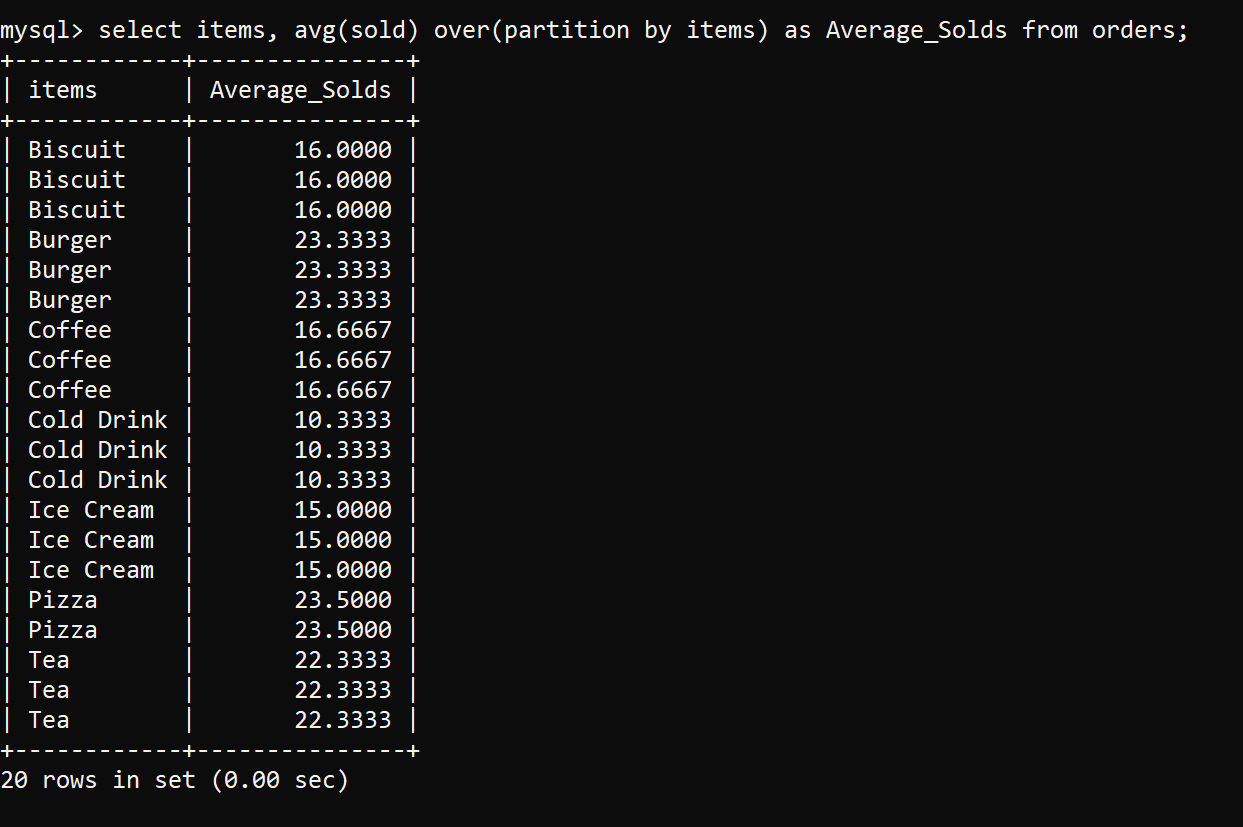 mysql> select items, avg(sold) over(partition by items) as Average_Solds from orders;
+------------+---------------+
| items      | Average_Solds |
+------------+---------------+
| Biscuit    |       16.0000 |
| Biscuit    |       16.0000 |
| Biscuit    |       16.0000 |
| Burger     |       23.3333 |
| Burger     |       23.3333 |
| Burger     |       23.3333 |
| Coffee     |       16.6667 |
| Coffee     |       16.6667 |
| Coffee     |       16.6667 |
| Cold Drink |       10.3333 |
| Cold Drink |       10.3333 |
| Cold Drink |       10.3333 |
| Ice Cream  |       15.0000 |
| Ice Cream  |       15.0000 |
| Ice Cream  |       15.0000 |
| Pizza      |       23.5000 |
| Pizza      |       23.5000 |
| Tea        |       22.3333 |
| Tea        |       22.3333 |
| Tea        |       22.3333 |
+------------+---------------+
20 rows in set (0.00 sec)